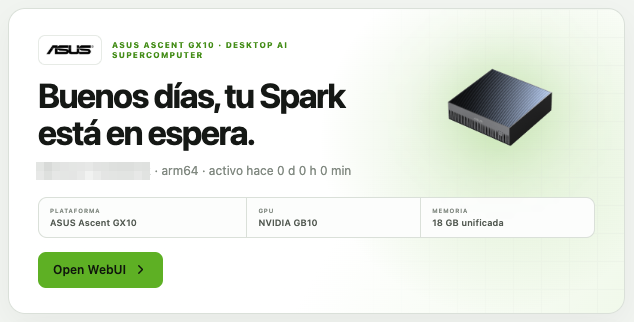 ASUS
ASUS ASCENT GX10 · DESKTOP AI
SUPERCOMPUTER
Buenos días, tu Spark
está en espera.
· arm64 · activo hace 0 d 0 h 0 min
PLATAFORMA
ASUS Ascent GX10
GPU
NVIDIA GB10
MEMORIA
18 GB unificada
Open WebUI